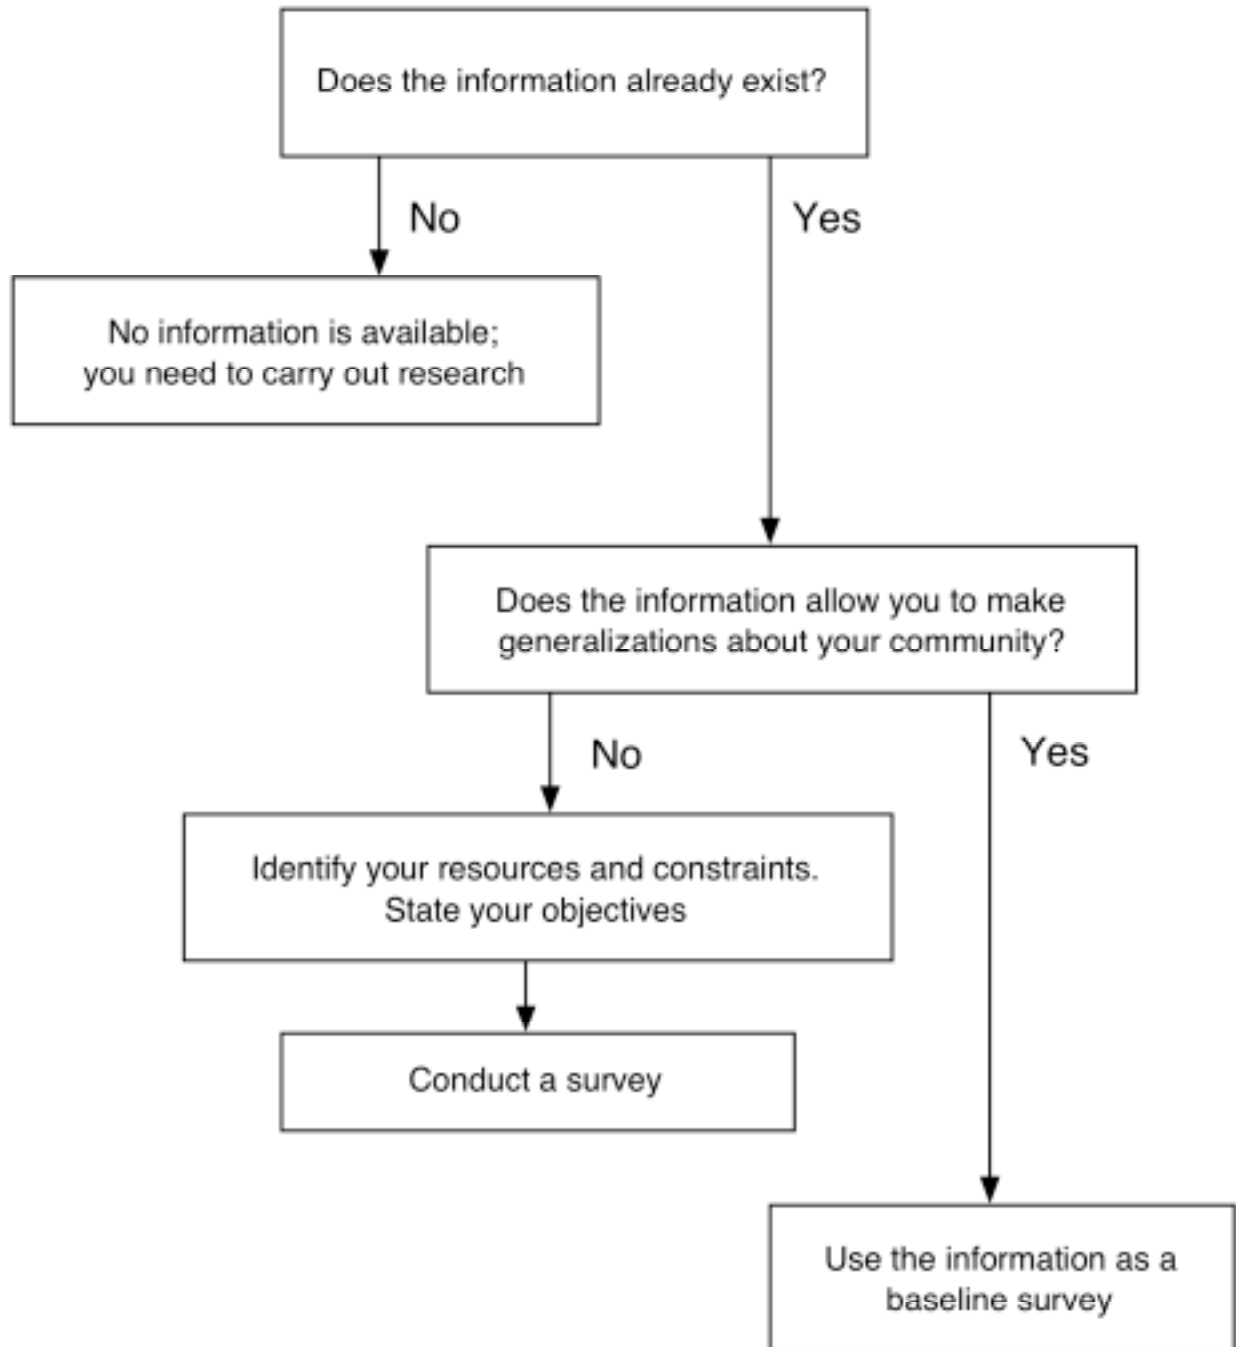 Does the information already exist?
No
Yes
No information is available;
you need to carry out research
Does the information allow you to make
generalizations about your community?
No
Yes
Identify your resources and constraints.
State your objectives
Conduct a survey
Use the information as a
baseline survey